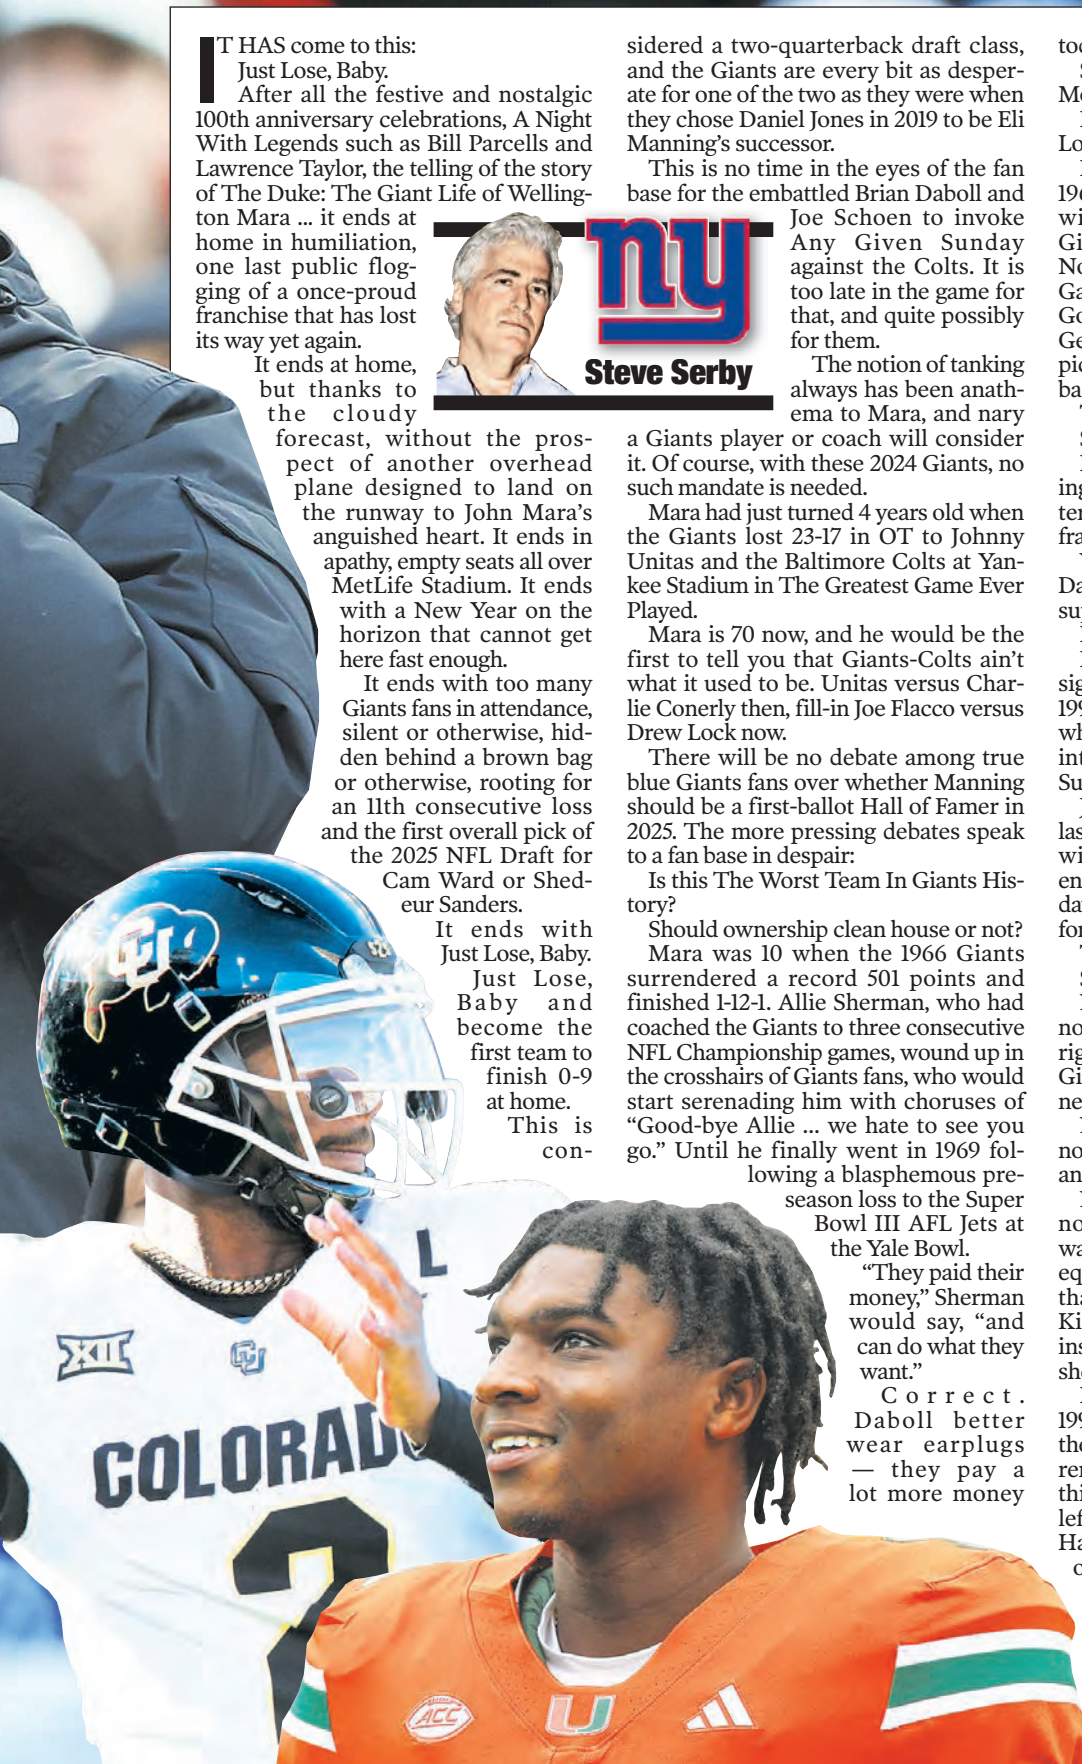 IT HAS come to this:
Just Lose, Baby.
After all the festive and nostalgic
100th anniversary celebrations, A Night
With Legends such as Bill Parcells and
Lawrence Taylor, the telling of the story
of The Duke: The Giant Life of Welling-
ton Mara ... it ends at
home in humiliation,
one last public flog-
ging of a once-proud
franchise that has lost
its way yet again.
It ends at home,
but thanks to
the cloudy
forecast, without the pros-
pect of another overhead
plane designed to land on
the runway to John Mara's
anguished heart. It ends in
apathy, empty seats all over
MetLife Stadium. It ends
with a New Year on the
horizon that cannot get
here fast enough.
It ends with too many
Giants fans in attendance,
silent or otherwise, hid-
den behind a brown bag
or otherwise, rooting for
an 11th consecutive loss
and the first overall pick of
the 2025 NFL Draft for
Cam Ward or Shed-
eur Sanders.
It ends with
Just Lose, Baby.
Just Lose,
Baby and
become the
first team to
finish 0-9
at home.
This is
con-
sidered a two-quarterback draft class,
and the Giants are every bit as desper-
ate for one of the two as they were when
they chose Daniel Jones in 2019 to be Eli
Manning's successor.
This is no time in the eyes of the fan
base for the embattled Brian Daboll and
Joe Schoen to invoke
Any Given Sunday
against the Colts. It is
too late in the game for
that, and quite possibly
for them.
The notion of tanking
always has been anath-
ema to Mara, and nary
a Giants player or coach will consider
it. Of course, with these 2024 Giants, no
such mandate is needed.
Mara had just turned 4 years old when
the Giants lost 23-17 in OT to Johnny
Unitas and the Baltimore Colts at Yan-
kee Stadium in The Greatest Game Ever
Played.
Mara is 70 now, and he would be the
first to tell you that Giants-Colts ain't
what it used to be. Unitas versus Char-
lie Conerly then, fill-in Joe Flacco versus
Drew Lock now.
There will be no debate among true
blue Giants fans over whether Manning
should be a first-ballot Hall of Famer in
2025. The more pressing debates speak
to a fan base in despair:
Is this The Worst Team In Giants His-
tory?
Should ownership clean house or not?
Mara was 10 when the 1966 Giants
surrendered a record 501 points and
finished 1-12-1. Allie Sherman, who had
coached the Giants to three consecutive
NFL Championship games, wound up in
the crosshairs of Giants fans, who would
start serenading him with choruses of
“Good-bye Allie ... we hate to see you
go.” Until he finally went in 1969 fol-
lowing a blasphemous pre-
season loss to the Super
Bowl III AFL Jets at
the Yale Bowl.
“They paid their
money,” Sherman
would say, “and
can do what they
want.”
Correct.
Daboll better
wear earplugs
— they pay a
lot more money
ny
Steve Serby
CU
XII
CU
COLORADO
2
ACC
U